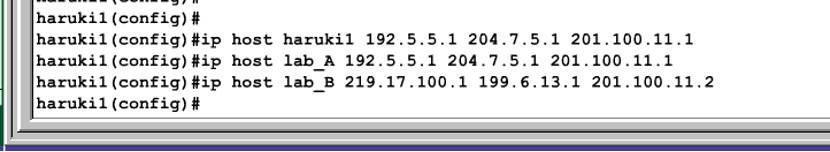 haruki1(config)#
haruki1(config)#ip host haruki1 192.5.5.1 204.7.5.1 201.100.11.1
haruki1(config)#ip host lab_A 192.5.5.1 204.7.5.1 201.100.11.1
haruki1(config)#ip host lab_B 219.17.100.1 199.6.13.1 201.100.11.2
haruki1(config)#